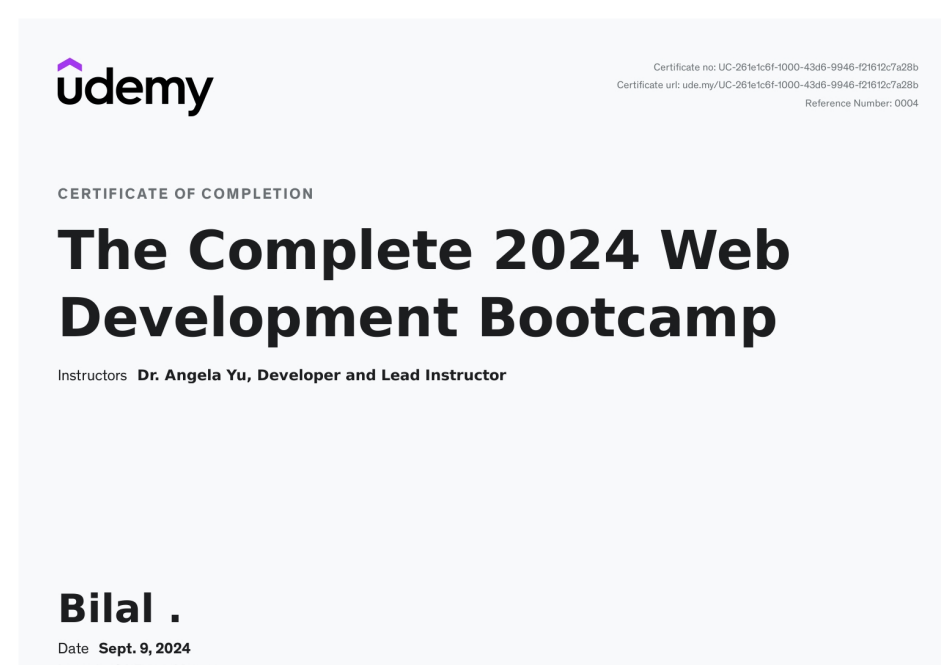 udemy
Certificate no: UC-261e1c6f-1000-43d6-9946-f21612c7a28b
Certificate url: ude.my/UC-261e1c6f-1000-43d6-9946-f21612c7a28b
Reference Number: 0004
CERTIFICATE OF COMPLETION
The Complete 2024 Web
Development Bootcamp
Instructors Dr. Angela Yu, Developer and Lead Instructor
Bilal .
Date Sept. 9, 2024